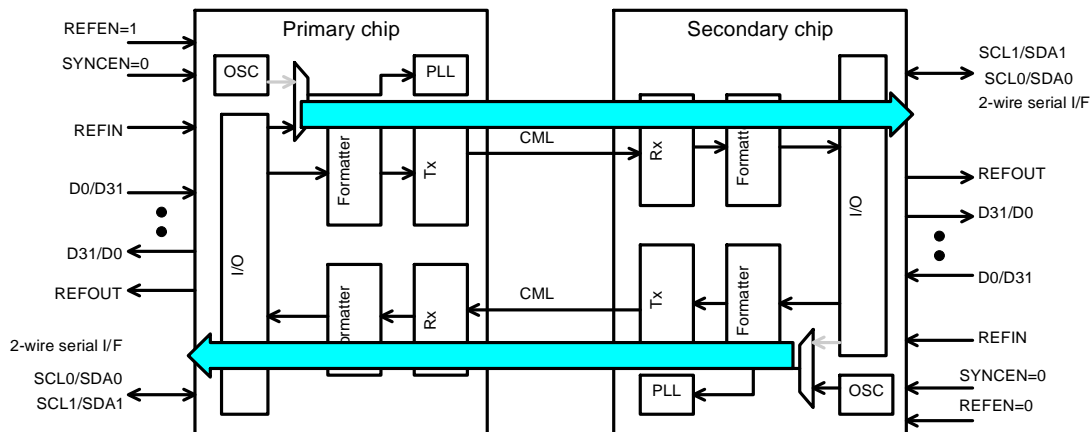 Primary chip
Secondary chip
REFEN=1
SYNCEN=0
REFIN
D0/D31
D31/D0
REFOUT
2-wire serial I/F
SCL0/SDA0
SCL1/SDA1
OSC
PLL
I/O
Formatter
Tx
Formatter
Rx
CML
CML
Rx
Formatter
Tx
Formatter
I/O
PLL
OSC
SCL1/SDA1
SCL0/SDA0
2-wire serial I/F
REFOUT
D31/D0
D0/D31
REFIN
SYNCEN=0
REFEN=0